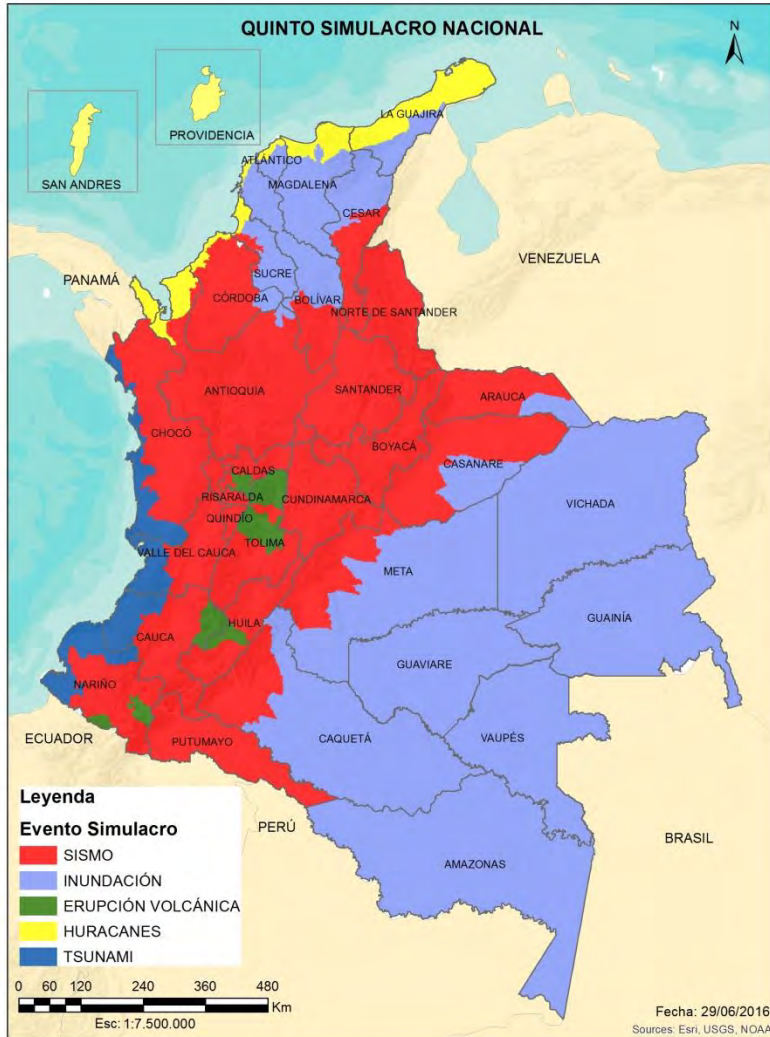 QUINTO SIMULACRO NACIONAL
N
PROVIDENCIA
SAN ANDRES
LA GUAJIRA
ATLÁNTICO
MAGDALENA
CESAR
VENEZUELA
PANAMÁ
SUCRE
CÓRDOBA
BOLÍVAR
NORTE DE SANTANDER
ANTIOQUIA
SANTANDER
ARAUCA
CHOCÓ
BOYACÁ
CALDAS
CASANARE
RISARALDA
CUNDINAMARCA
VICHADA
QUINDÍO
TOLIMA
VALLE DEL CAUCA
META
GUAINÍA
HUILA
CAUCA
GUAVIARE
NARIÑO
ECUADOR
PUTUMAYO
CAQUETÁ
VAUPÉS
PERÚ
BRASIL
AMAZONAS
Leyenda
Evento Simulacro
SISMO
INUNDACIÓN
ERUPCIÓN VOLCÁNICA
HURACANES
TSUNAMI
0 60 120 240 360 480
Km
Esc: 1:7.500.000
Fecha: 29/06/2016
Sources: Esri, USGS, NOAA